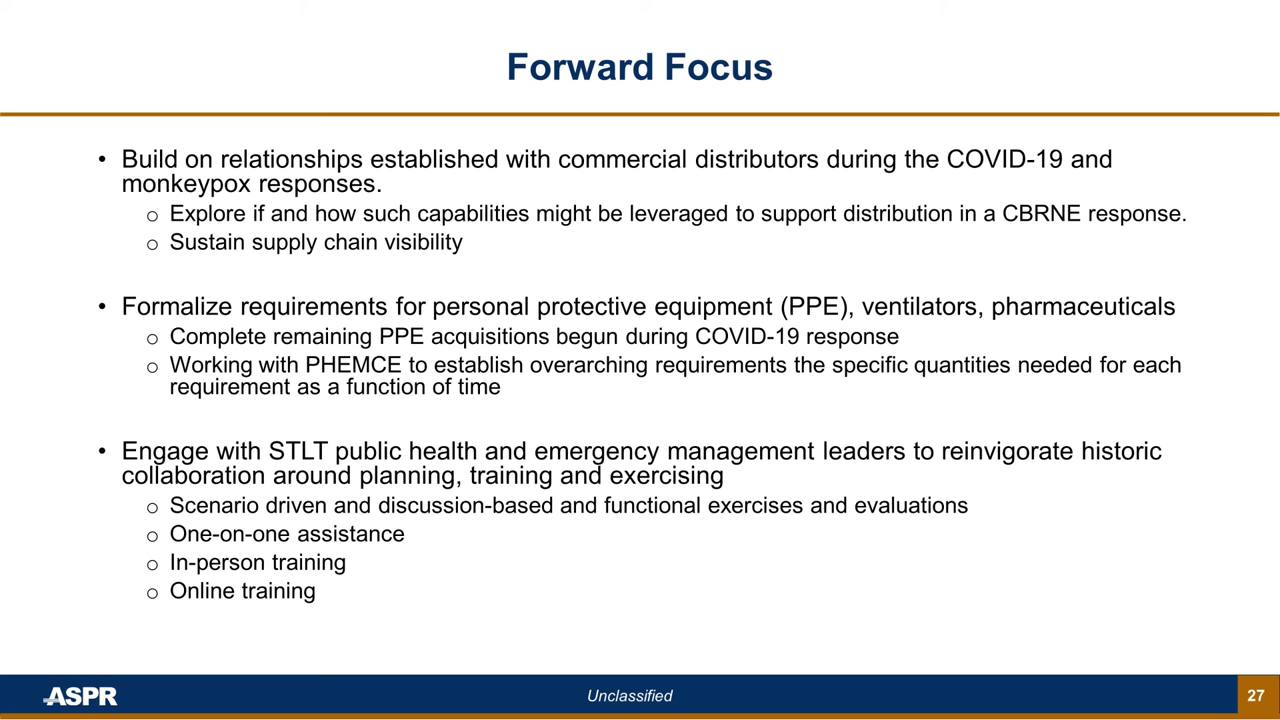 Forward Focus
• Build on relationships established with commercial distributors during the COVID-19 and
monkeypox responses.
o Explore if and how such capabilities might be leveraged to support distribution in a CBRNE response.
o Sustain supply chain visibility
• Formalize requirements for personal protective equipment (PPE), ventilators, pharmaceuticals
o Complete remaining PPE acquisitions begun during COVID-19 response
o Working with PHEMCE to establish overarching requirements the specific quantities needed for each
requirement as a function of time
• Engage with STLT public health and emergency management leaders to reinvigorate historic
collaboration around planning, training and exercising
o Scenario driven and discussion-based and functional exercises and evaluations
o One-on-one assistance
o In-person training
o Online training
ASPR
Unclassified
27